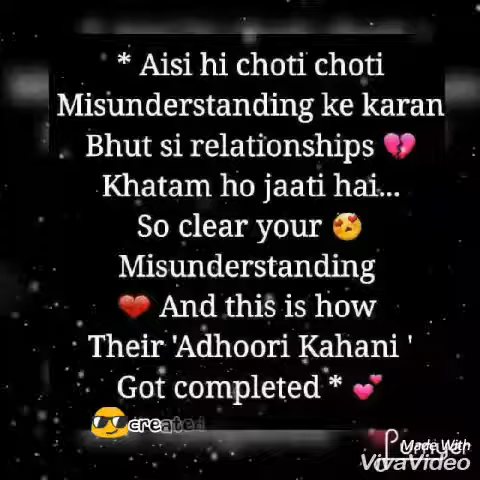 * Aisi hi choti choti
Misunderstanding ke karan
Bhut si relationships 💔
Khatam ho jaati hai...
So clear your 😍
Misunderstanding
❤ And this is how
Their 'Adhoori Kahani '
Got completed * 💕
😎created
Made With
VivaVideo